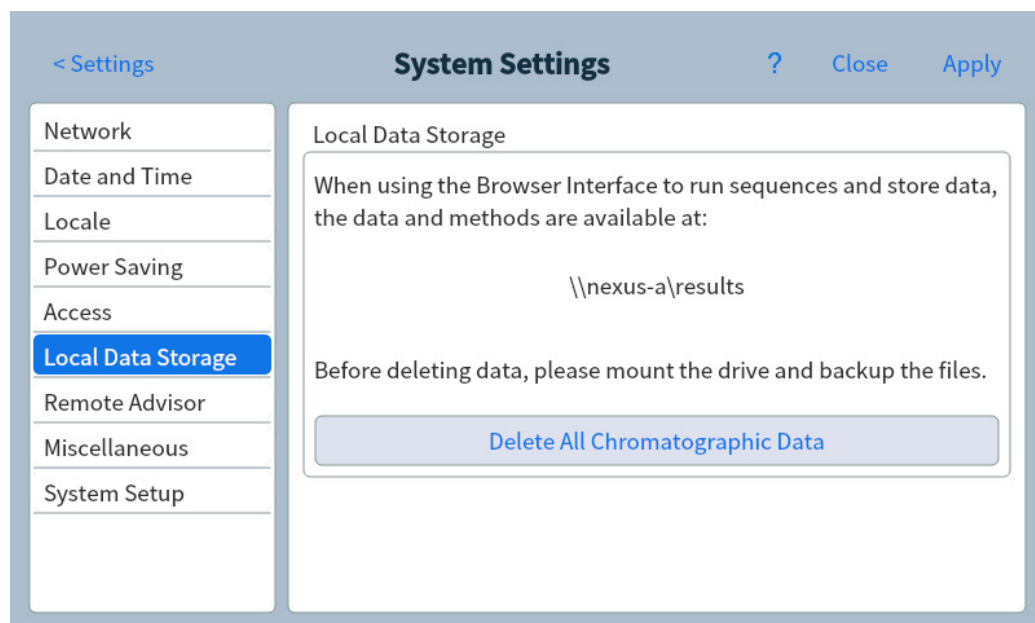 < Settings
System Settings
?
Close
Apply
Network
Date and Time
Locale
Power Saving
Access
Local Data Storage
Remote Advisor
Miscellaneous
System Setup
Local Data Storage
When using the Browser Interface to run sequences and store data,
the data and methods are available at:
\\nexus-a\results
Before deleting data, please mount the drive and backup the files.
Delete All Chromatographic Data